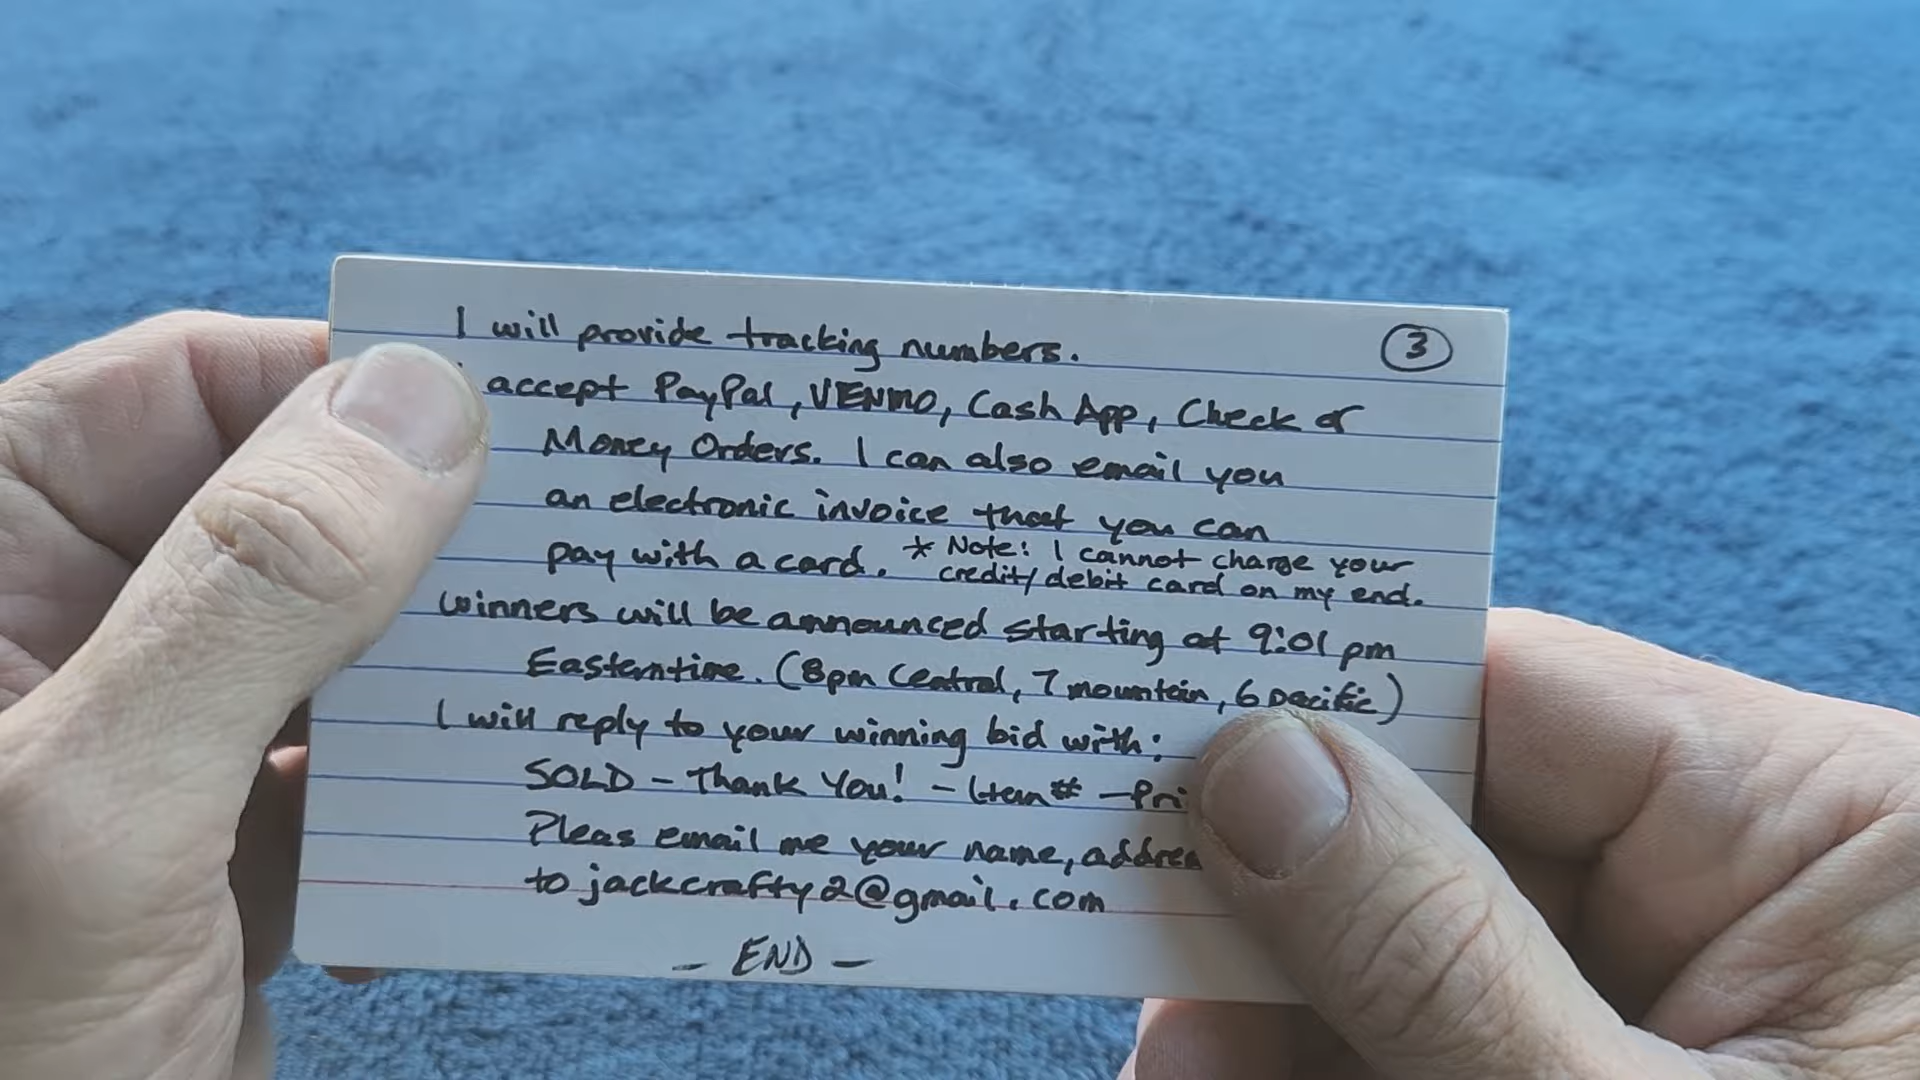 I will provide tracking numbers.
3
accept PayPal, VENMO, Cash App, Check or
Money Orders. I can also email you
an electronic invoice that you can
pay with a card. * Note: I cannot charge your
credit/debit card on my end.
Winners will be announced starting at 9:01 pm
Eastern time. (8pm Central, 7 mountain, 6 pacific)
I will reply to your winning bid with:
SOLD - Thank You! - Item # -
Pleas email me your name,
to jackcrafty2@gmail.com
- END -